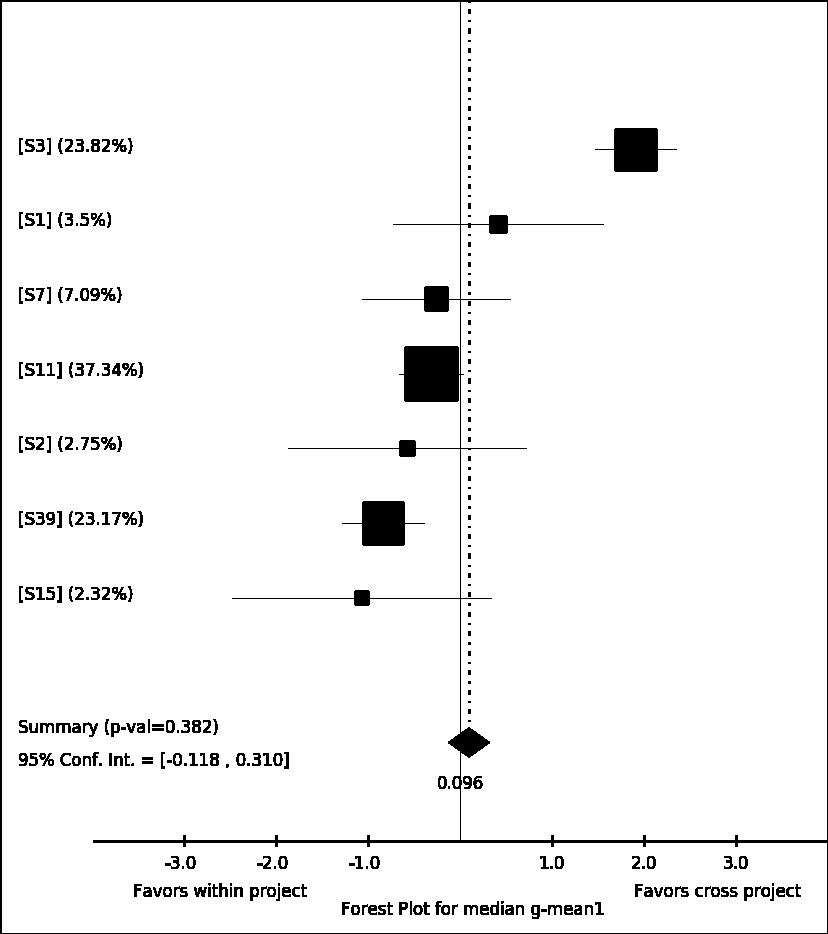 [S3] (23.82%)
[S1] (3.5%)
[S7] (7.09%)
[S11] (37.34%)
[S2] (2.75%)
[S39] (23.17%)
[S15] (2.32%)
Summary (p-val=0.382)
95% Conf. Int. = [-0.118 , 0.310]
0.096
-3.0 -2.0 -1.0 1.0 2.0 3.0
Favors within project Favors cross project
Forest Plot for median g-mean1